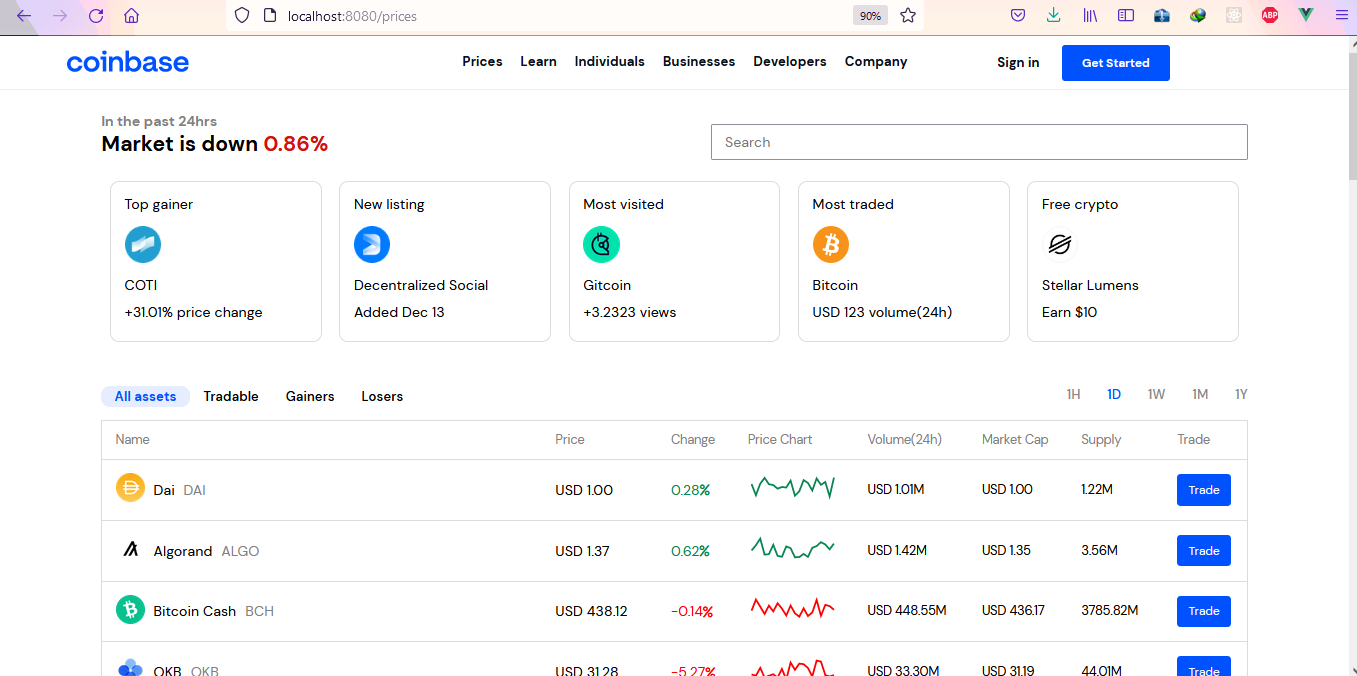 localhost:8080/prices 90% ABP
coinbase Prices Learn Individuals Businesses Developers Company Sign in Get Started
In the past 24hrs
Market is down 0.86%
Search
Top gainer
COTI
+31.01% price change
New listing
Decentralized Social
Added Dec 13
Most visited
Gitcoin
+3.2323 views
Most traded
Bitcoin
USD 123 volume(24h)
Free crypto
Stellar Lumens
Earn $10
All assets Tradable Gainers Losers 1H 1D 1W 1M 1Y
Name Price Change Price Chart Volume(24h) Market Cap Supply Trade
Dai DAI USD 1.00 0.28% USD 1.01M USD 1.00 1.22M Trade
Algorand ALGO USD 1.37 0.62% USD 1.42M USD 1.35 3.56M Trade
Bitcoin Cash BCH USD 438.12 -0.14% USD 448.55M USD 436.17 3785.82M Trade
OKB OKB USD 31.28 -5.27% USD 33.30M USD 31.19 44.01M Trade